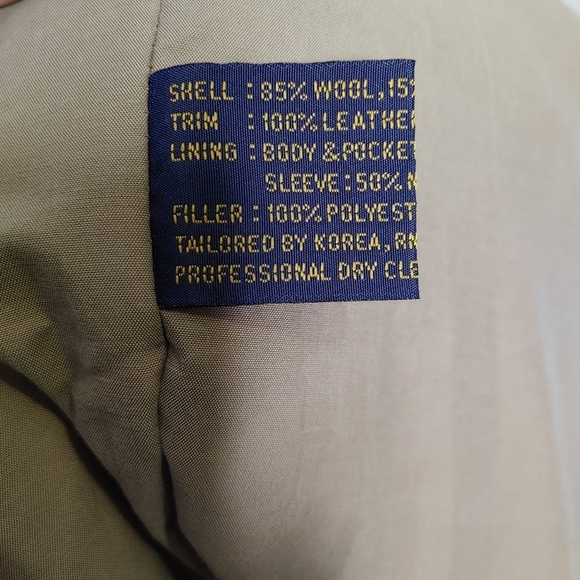 SHELL : 85% WOOL, 15%
TRIM : 100% LEATHER
LINING : BODY & POCKET
SLEEVE : 50%
FILLER : 100% POLYEST
TAILORED BY KOREA, RN
PROFESSIONAL DRY CLE